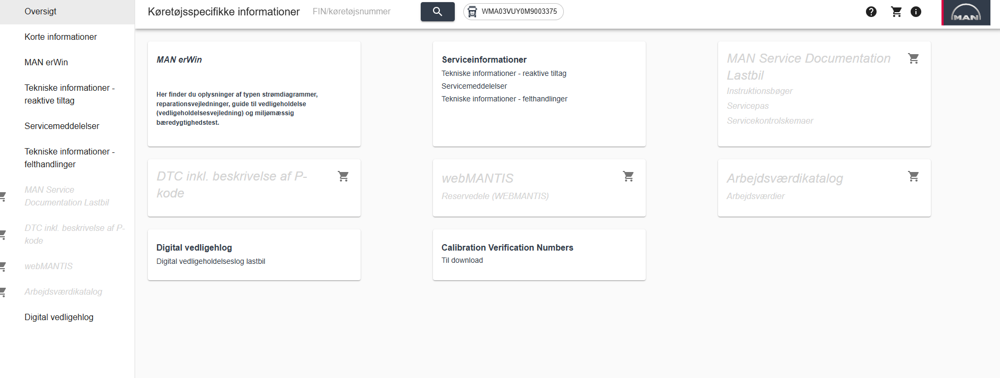 Oversigt
Korte informationer
MAN erWin
Tekniske informationer -
reaktive tiltag
Servicemeddelelser
Tekniske informationer -
felthandlinger
MAN Service
Documentation Lastbil
DTC inkl. beskrivelse af P-
kode
webMANTIS
Arbejdsværdikatalog
Digital vedligehlog
Køretøjsspecifikke informationer
FIN/køretøjsnummer
WMA03VUY0M9003375
MAN
MAN erWin
Her finder du oplysninger af typen strømdiagrammer,
reparationsvejledninger, guide til vedligeholdelse
(vedligeholdelsesvejledning) og miljømæssig
bæredygtighedstest.
Serviceinformationer
Tekniske informationer - reaktive tiltag
Servicemeddelelser
Tekniske informationer - felthandlinger
MAN Service Documentation
Lastbil
Instruktionsbøger
Servicepas
Servicekontrolskemaer
DTC inkl. beskrivelse af P-
kode
webMANTIS
Reservedele (WEBMANTIS)
Arbejdsværdikatalog
Arbejdsværdier
Digital vedligehlog
Digital vedligeholdelseslog lastbil
Calibration Verification Numbers
Til download